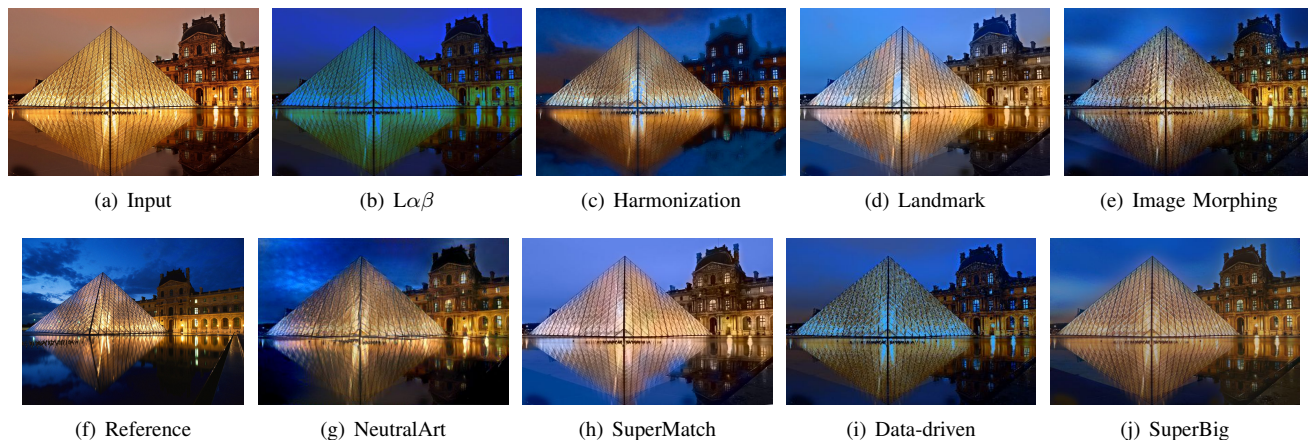 (a) Input
(b) Lαβ
(c) Harmonization
(d) Landmark
(e) Image Morphing
(f) Reference
(g) NeutralArt
(h) SuperMatch
(i) Data-driven
(j) SuperBig